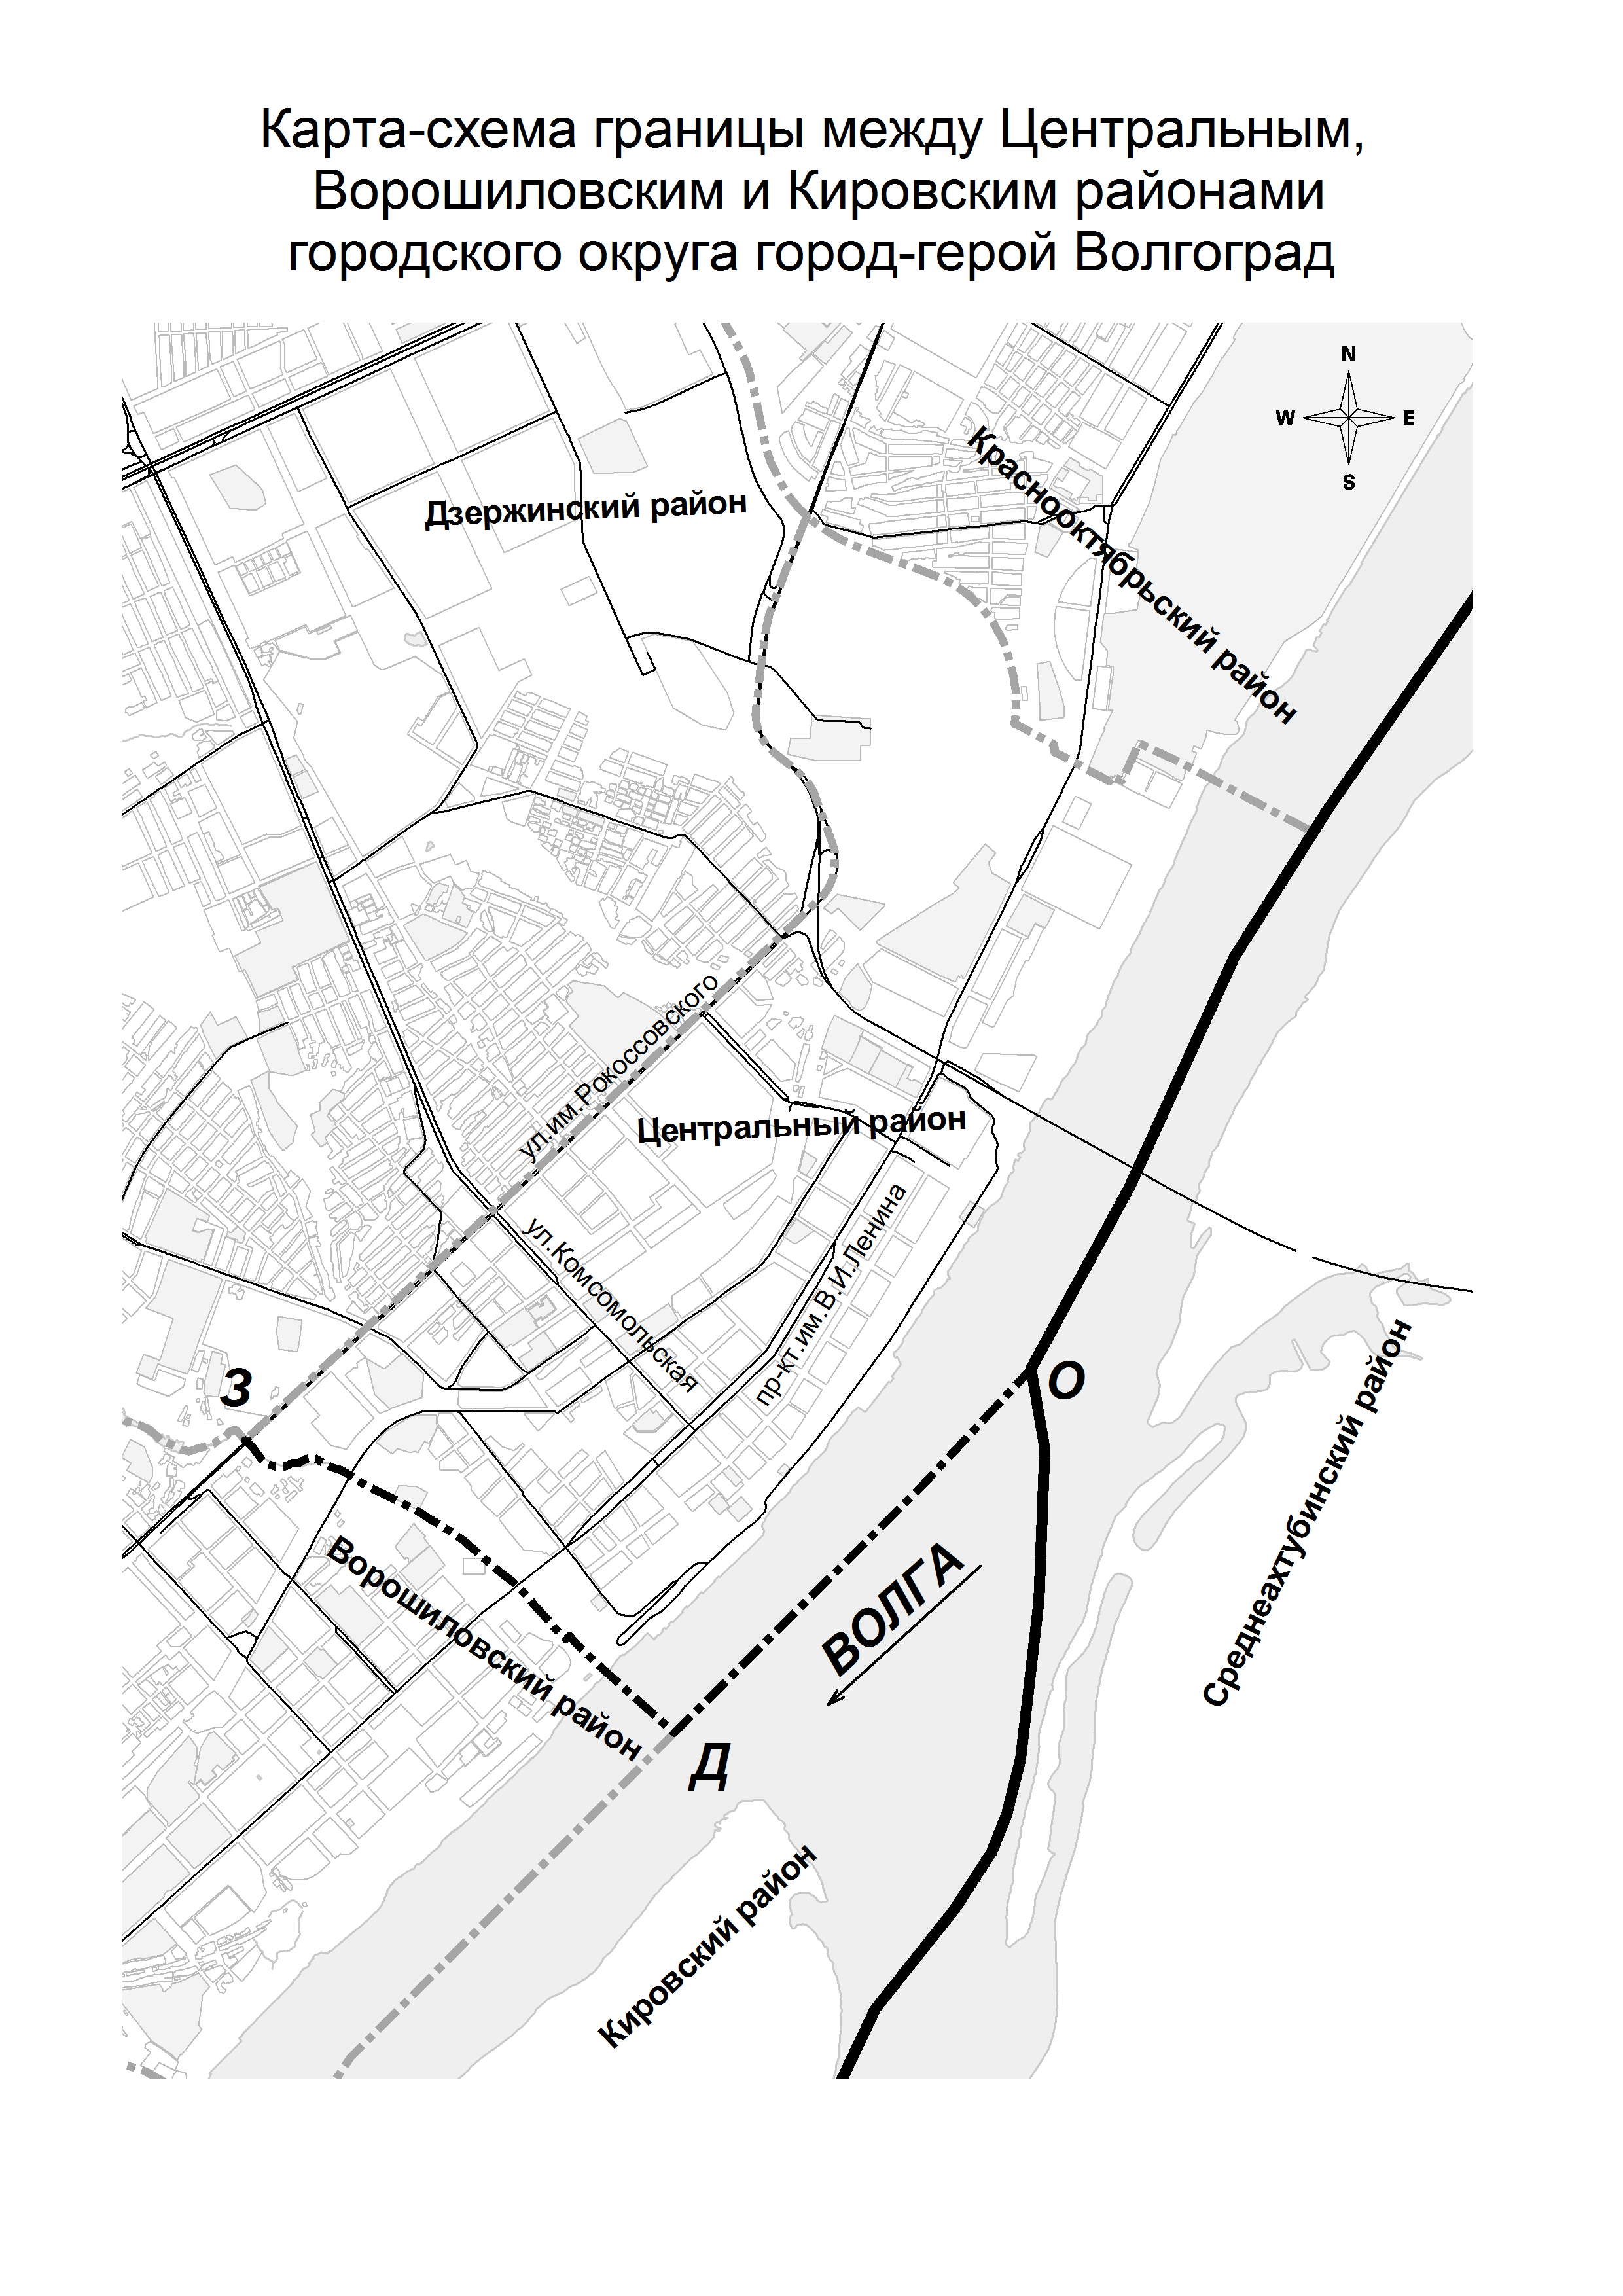 Карта-схема границы между Центральным,
Ворошиловским и Кировским районами
городского округа город-герой Волгоград
N
W
E
S
Краснооктябрьский район
Дзержинский район
ул.им.Рокоссовского
Центральный район
ул.Комсомольская
пр-кт.им.В.И.Ленина
З
О
Среднеахтубинский район
Ворошиловский район
ВОЛГА
Д
Кировский район